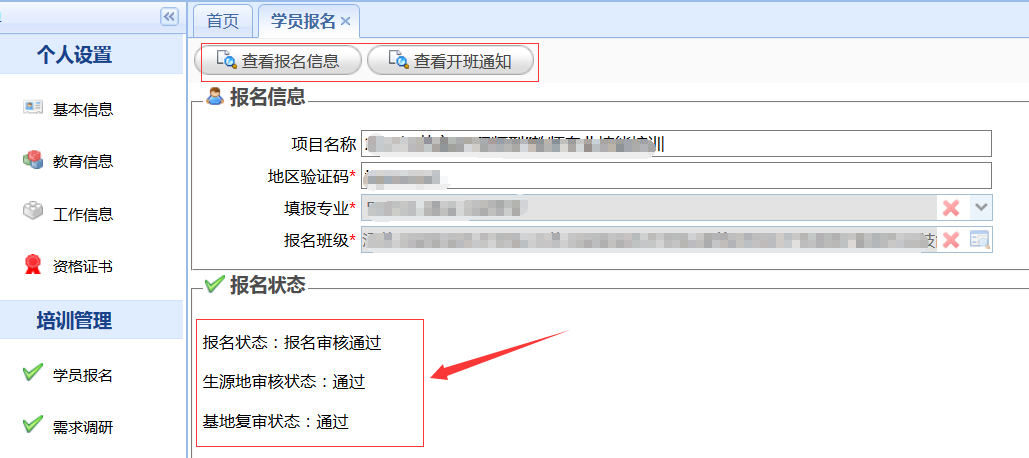 首页
学员报名
个人设置
查看报名信息
查看开班通知
报名信息
基本信息
项目名称
教育信息
地区验证码*
工作信息
填报专业*
报名班级*
资格证书
报名状态
培训管理
报名状态：报名审核通过
学员报名
生源地审核状态：通过
需求调研
基地复审状态：通过